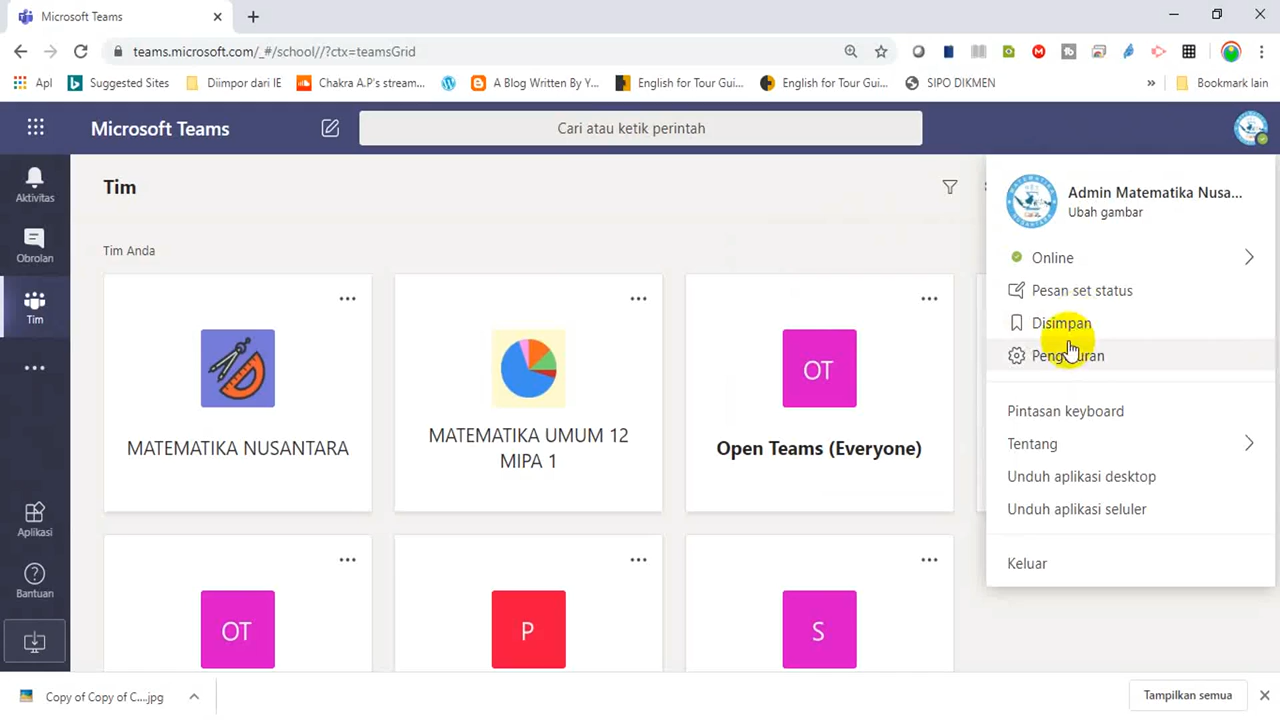 Microsoft Teams
teams.microsoft.com/_#/school//?ctx=teamsGrid
Apl
Suggested Sites
Diimpor dari IE
Chakra A.P's stream...
A Blog Written By Y...
English for Tour Gui...
English for Tour Gui...
SIPO DIKMEN
»
Bookmark lain
Microsoft Teams
Cari atau ketik perintah
Aktivitas
Obrolan
Tim
Aplikasi
Bantuan
Tim
Tim Anda
MATEMATIKA NUSANTARA
MATEMATIKA UMUM 12
MIPA 1
OT
Open Teams (Everyone)
OT
P
S
Admin Matematika Nusa...
Ubah gambar
Online
Pesan set status
Disimpan
Pintasan keyboard
Tentang
Unduh aplikasi desktop
Unduh aplikasi seluler
Keluar
Copy of Copy of C....jpg
Tampilkan semua